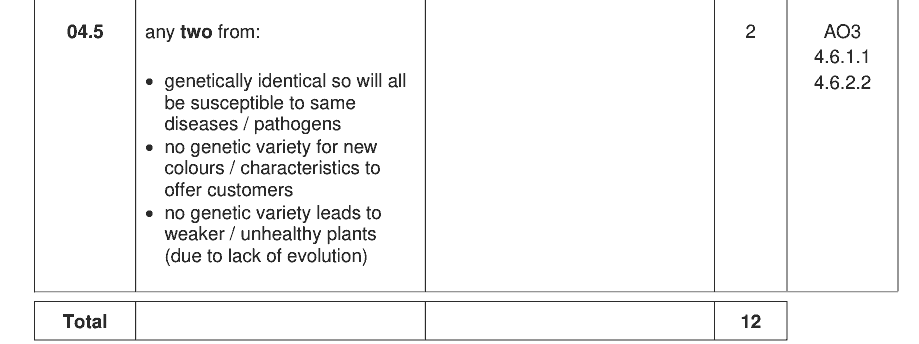 04.5 any two from: 2 AO3
4.6.1.1
4.6.2.2
• genetically identical so will all
be susceptible to same
diseases / pathogens
• no genetic variety for new
colours / characteristics to
offer customers
• no genetic variety leads to
weaker / unhealthy plants
(due to lack of evolution)
Total 12